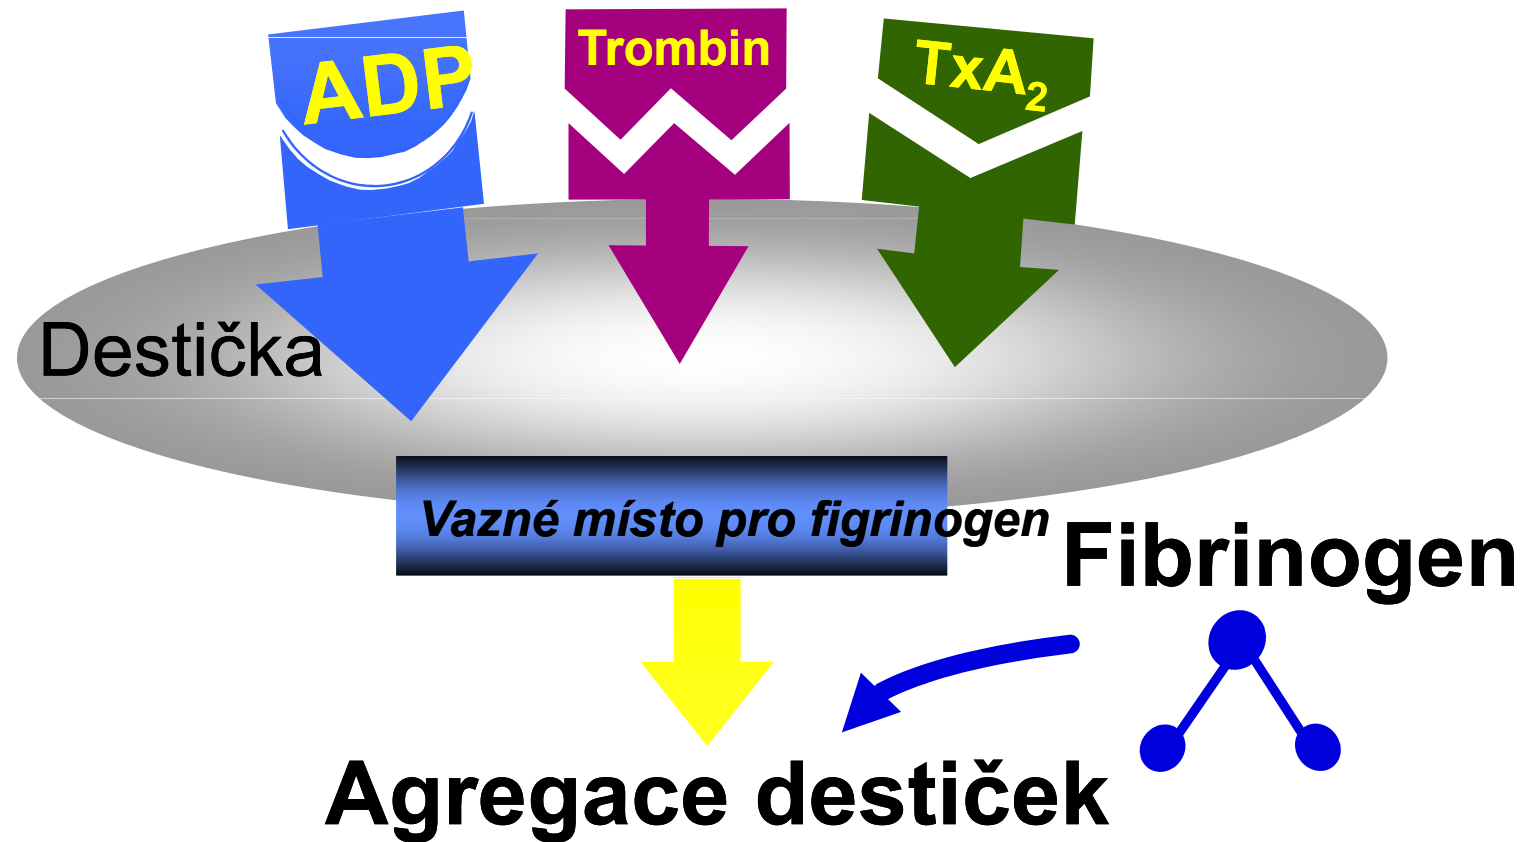 ADP
Trombin
TxA₂
Destička
Vazné místo pro figrinogen
Fibrinogen
Agregace destiček